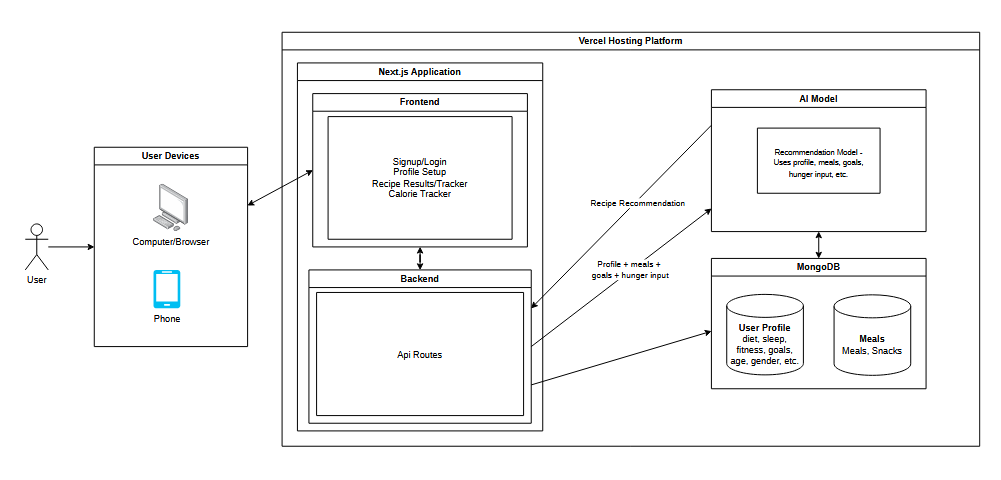 Vercel Hosting Platform
Next.js Application
Frontend
Signup/Login
Profile Setup
Recipe Results/Tracker
Calorie Tracker
Backend
Api Routes
User Devices
Computer/Browser
Phone
User
Recipe Recommendation
Profile + meals +
goals + hunger input
AI Model
Recommendation Model -
Uses profile, meals, goals,
hunger input, etc.
MongoDB
User Profile
diet, sleep,
fitness, goals,
age, gender, etc.
Meals
Meals, Snacks